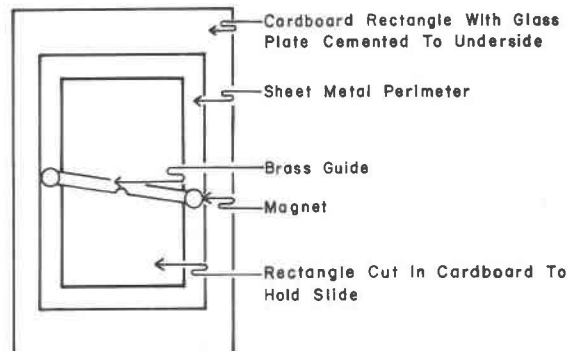 Cardboard Rectangle With Glass
Plate Cemented To Underside
Sheet Metal Perimeter
Brass Guide
Magnet
Rectangle Cut In Cardboard To
Hold Slide